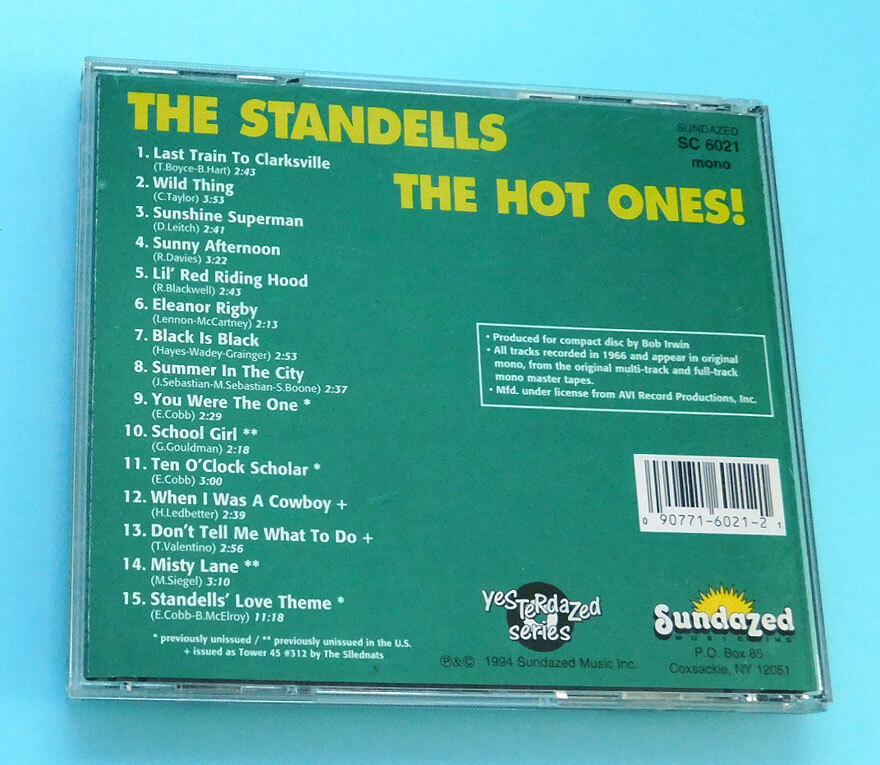 THE STANDELLS
THE HOT ONES!
SUNDAZED
SC 6021
mono
1. Last Train To Clarksville
(T.Boyce-B.Hart) 2:43
2. Wild Thing
(C.Taylor) 3:53
3. Sunshine Superman
(D.Leitch) 2:41
4. Sunny Afternoon
(R.Davies) 3:22
5. Lil' Red Riding Hood
(R.Blackwell) 2:43
6. Eleanor Rigby
(Lennon-McCartney) 2:13
7. Black Is Black
(Hayes-Wadey-Grainger) 2:53
8. Summer In The City
(J.Sebastian-M.Sebastian-S.Boone) 2:37
9. You Were The One *
(E.Cobb) 2:29
10. School Girl **
(G.Gouldman) 2:18
11. Ten O'Clock Scholar *
(E.Cobb) 3:00
12. When I Was A Cowboy +
(H.Ledbetter) 2:39
13. Don't Tell Me What To Do +
(T.Valentino) 2:56
14. Misty Lane **
(M.Siegel) 3:10
15. Standells' Love Theme *
(E.Cobb-B.McElroy) 11:18
* previously unissued / ** previously unissued in the U.S.
+ issued as Tower 45 #312 by The Sllednats
• Produced for compact disc by Bob Irwin
• All tracks recorded in 1966 and appear in original
mono, from the original multi-track and full-track
mono master tapes.
• Mfd. under license from AVI Record Productions, Inc.
0 90771-6021-2 1
yesTeRdazed
series
Sundazed
MUSIC INC
℗&© 1994 Sundazed Music Inc.
P.O. Box 85
Coxsackie, NY 12051